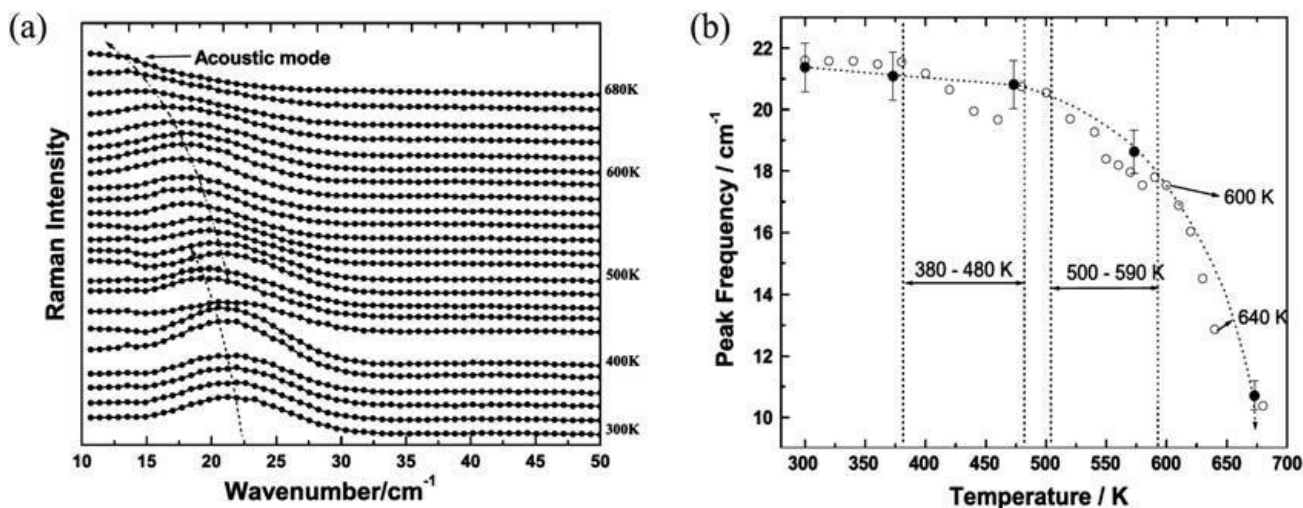 (a)
Acoustic mode
680K
600K
500K
400K
300K
Raman Intensity
10 15 20 25 30 35 40 45 50
Wavenumber/cm-1
(b)
22
20
18
16
14
12
10
Peak Frequency / cm-1
380 - 480 K
500 - 590 K
600 K
640 K
300 350 400 450 500 550 600 650 700
Temperature / K